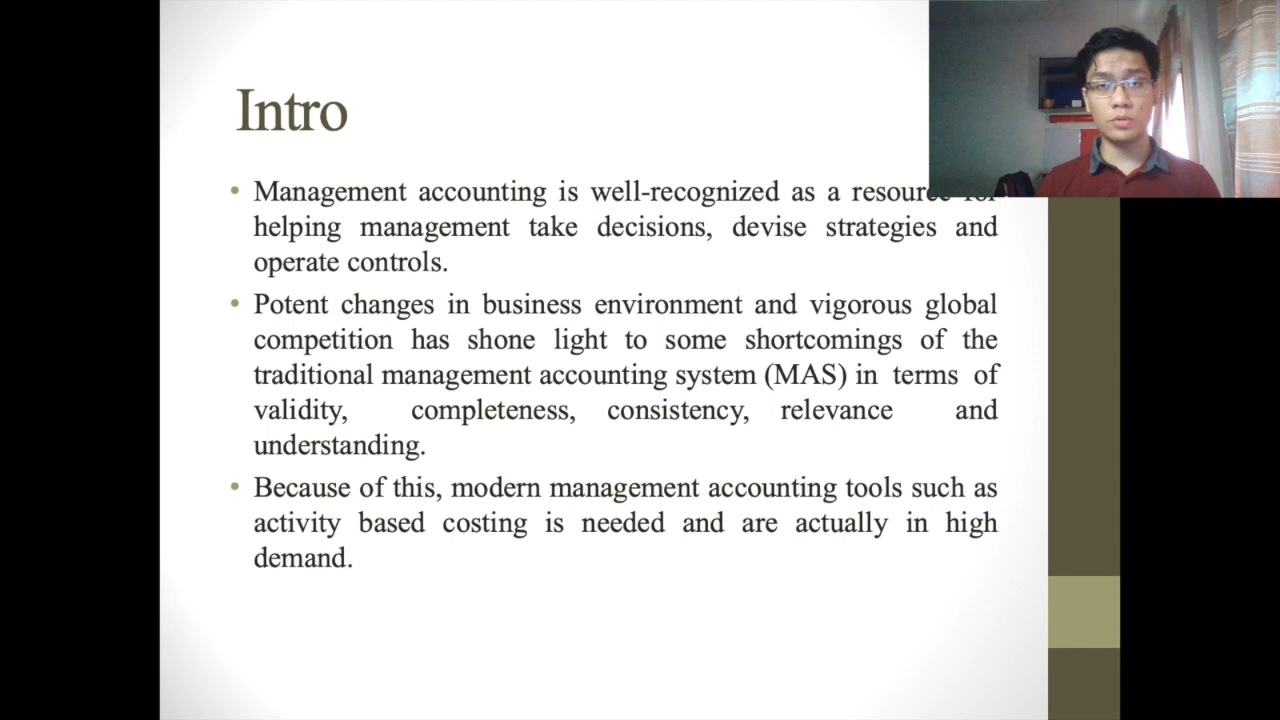 Intro
• Management accounting is well-recognized as a resource for
helping management take decisions, devise strategies and
operate controls.
• Potent changes in business environment and vigorous global
competition has shone light to some shortcomings of the
traditional management accounting system (MAS) in terms of
validity, completeness, consistency, relevance and
understanding.
• Because of this, modern management accounting tools such as
activity based costing is needed and are actually in high
demand.